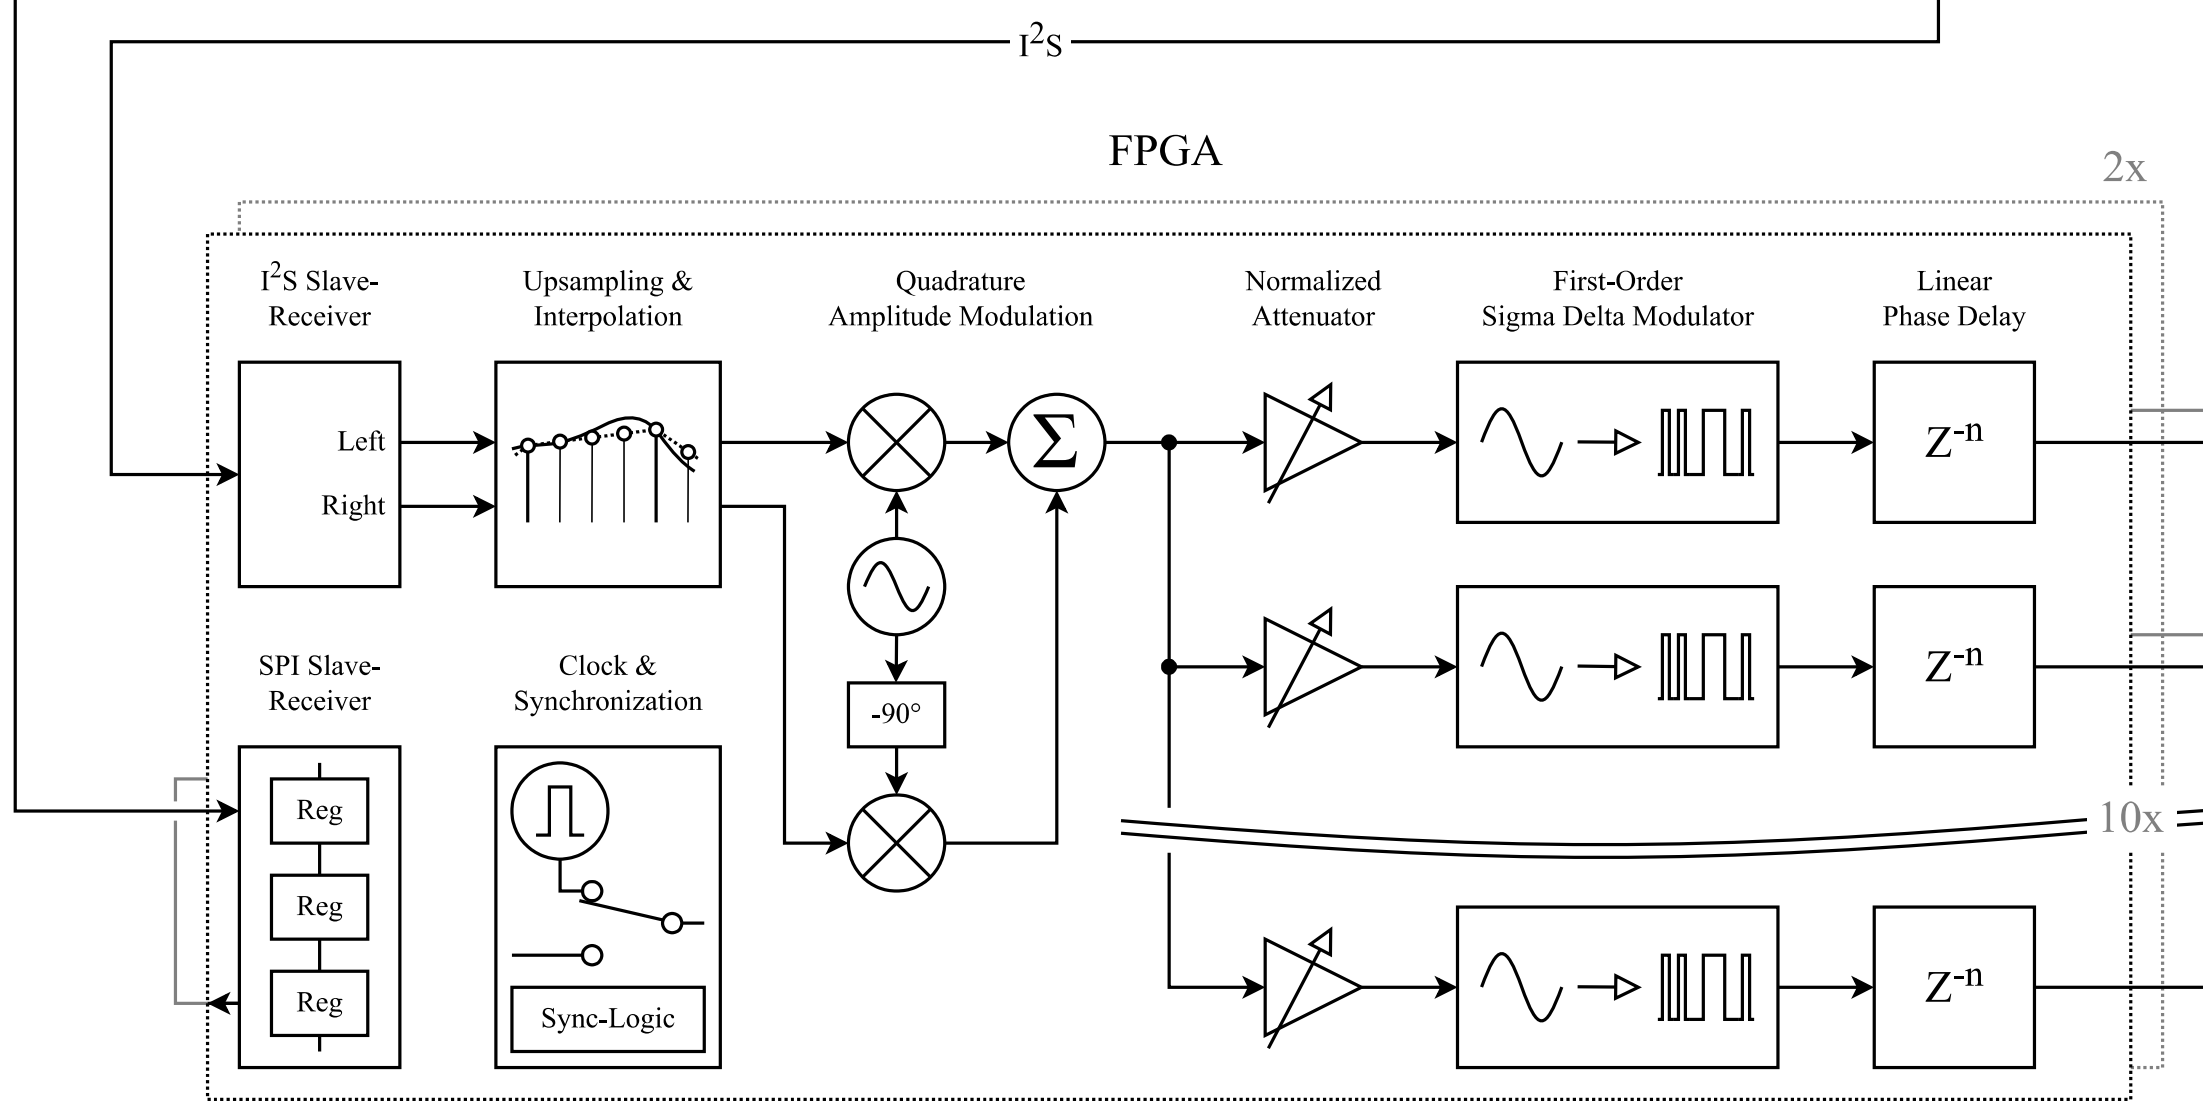 I²S
FPGA
2x
I²S Slave-
Receiver
Upsampling &
Interpolation
Quadrature
Amplitude Modulation
Normalized
Attenuator
First-Order
Sigma Delta Modulator
Linear
Phase Delay
Left
Right
Σ
Z⁻ⁿ
SPI Slave-
Receiver
Clock &
Synchronization
-90°
Z⁻ⁿ
Reg
Reg
Reg
Sync-Logic
10x
Z⁻ⁿ